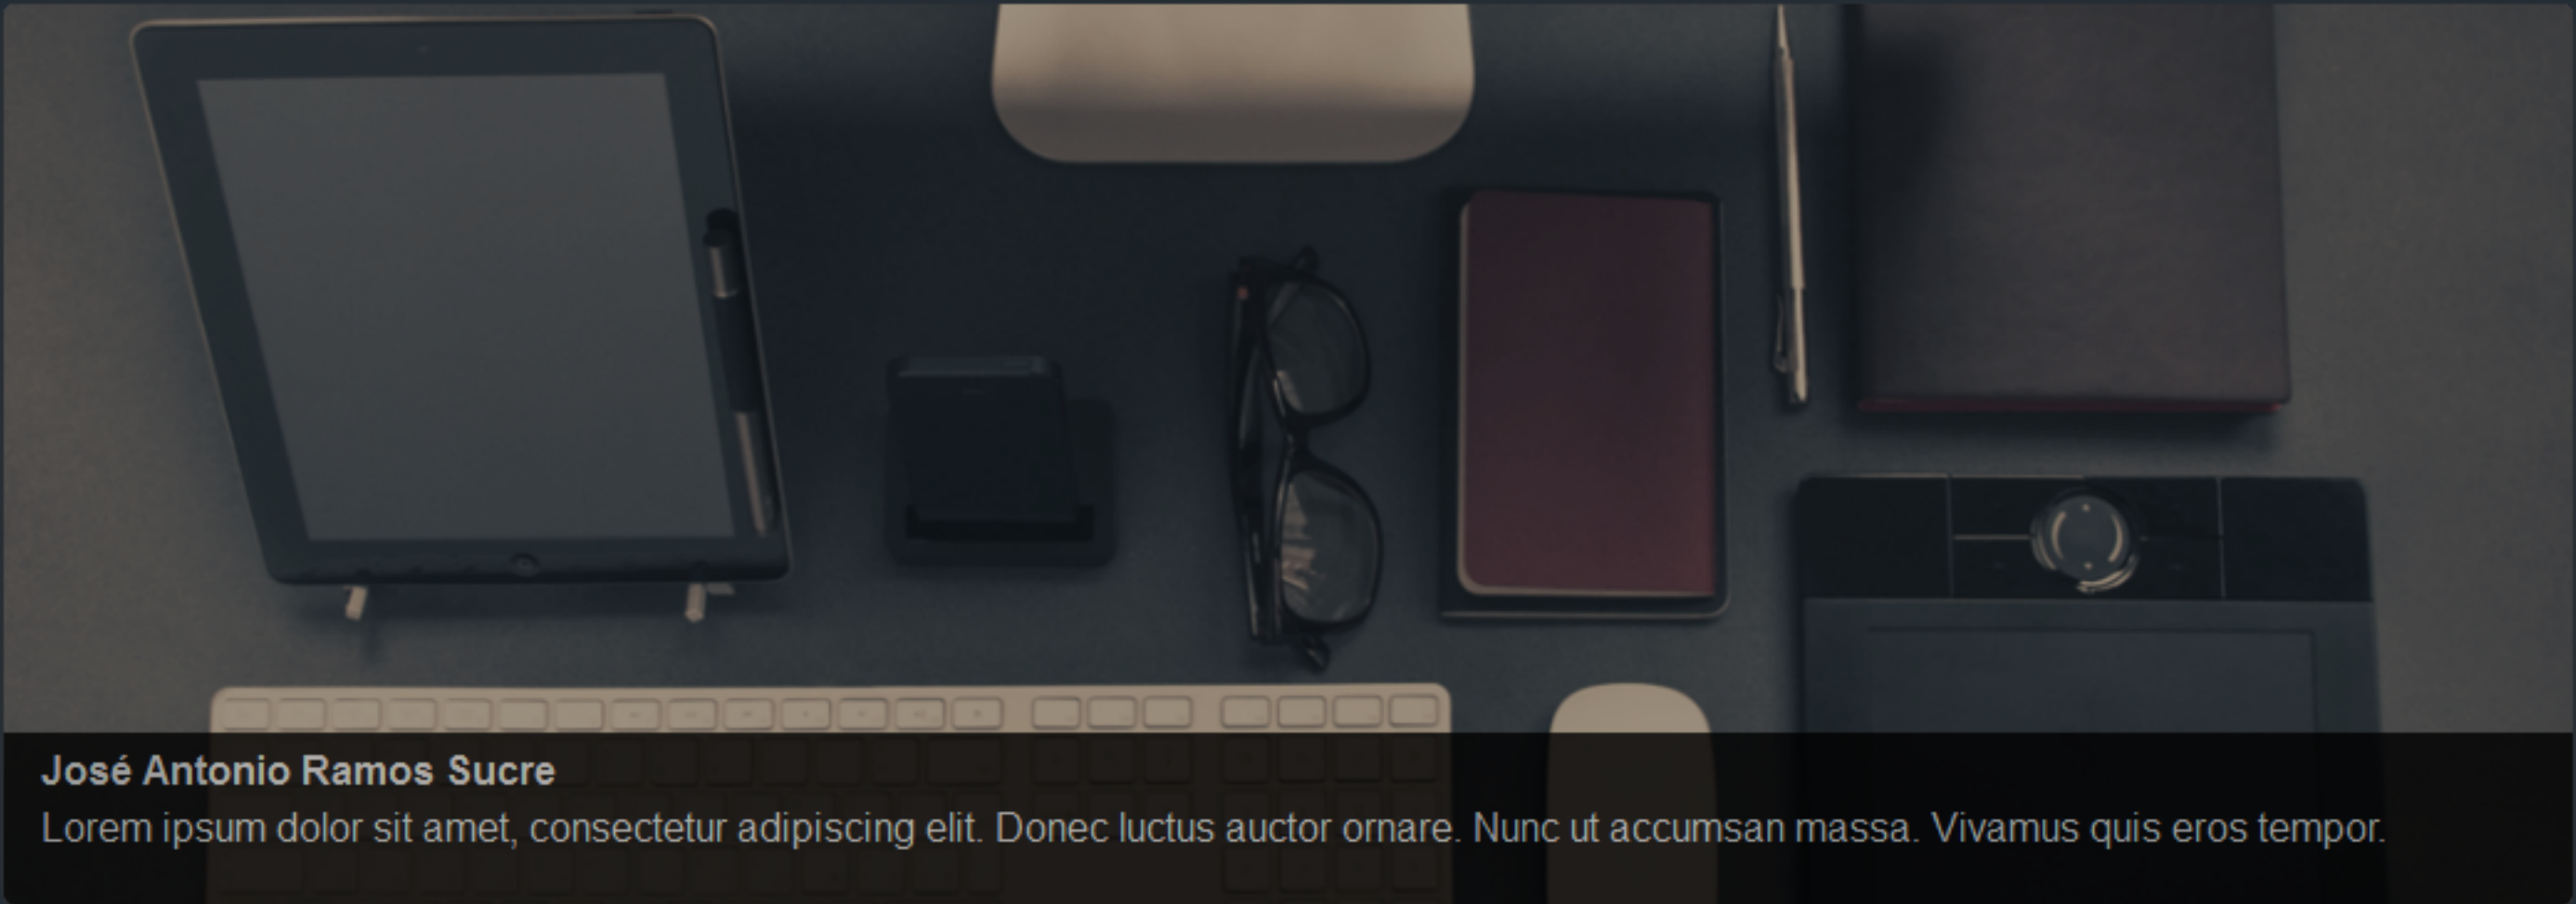 José Antonio Ramos Sucre
Lorem ipsum dolor sit amet, consectetur adipiscing elit. Donec luctus auctor ornare. Nunc ut accumsan massa. Vivamus quis eros tempor.